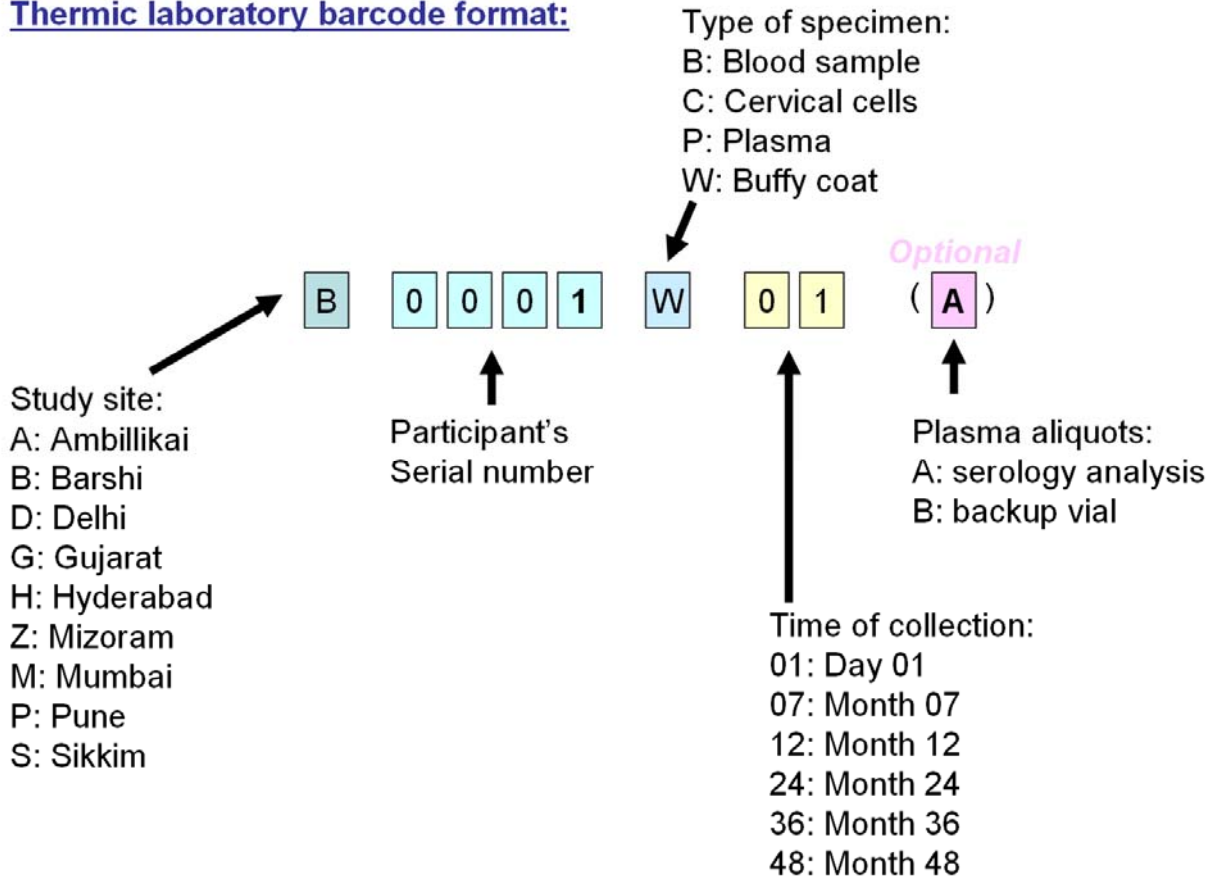 Thermic laboratory barcode format:
Type of specimen:
B: Blood sample
C: Cervical cells
P: Plasma
W: Buffy coat
Optional
B 0 0 0 1 W 0 1 ( A )
Study site:
A: Ambillikai
B: Barshi
D: Delhi
G: Gujarat
H: Hyderabad
Z: Mizoram
M: Mumbai
P: Pune
S: Sikkim
Participant’s
Serial number
Plasma aliquots:
A: serology analysis
B: backup vial
Time of collection:
01: Day 01
07: Month 07
12: Month 12
24: Month 24
36: Month 36
48: Month 48